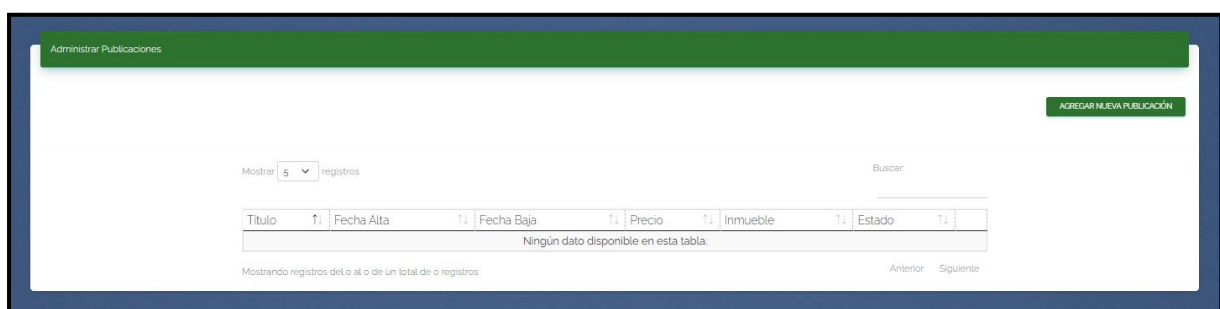 Administrar Publicaciones
AGREGAR NUEVA PUBLICACIÓN
Mostrar 5 registros
Buscar:
Título Fecha Alta Fecha Baja Precio Inmueble Estado
Ningún dato disponible en esta tabla.
Mostrando registros del 0 al 0 de un total de 0 registros
Anterior Siguiente